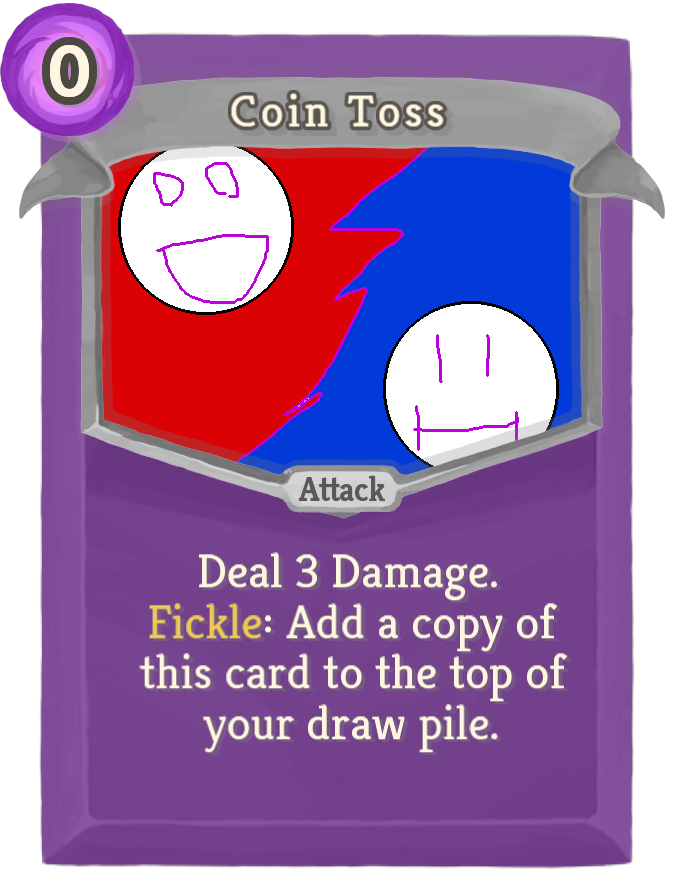 0
Coin Toss
Attack
Deal 3 Damage.
Fickle: Add a copy of
this card to the top of
your draw pile.